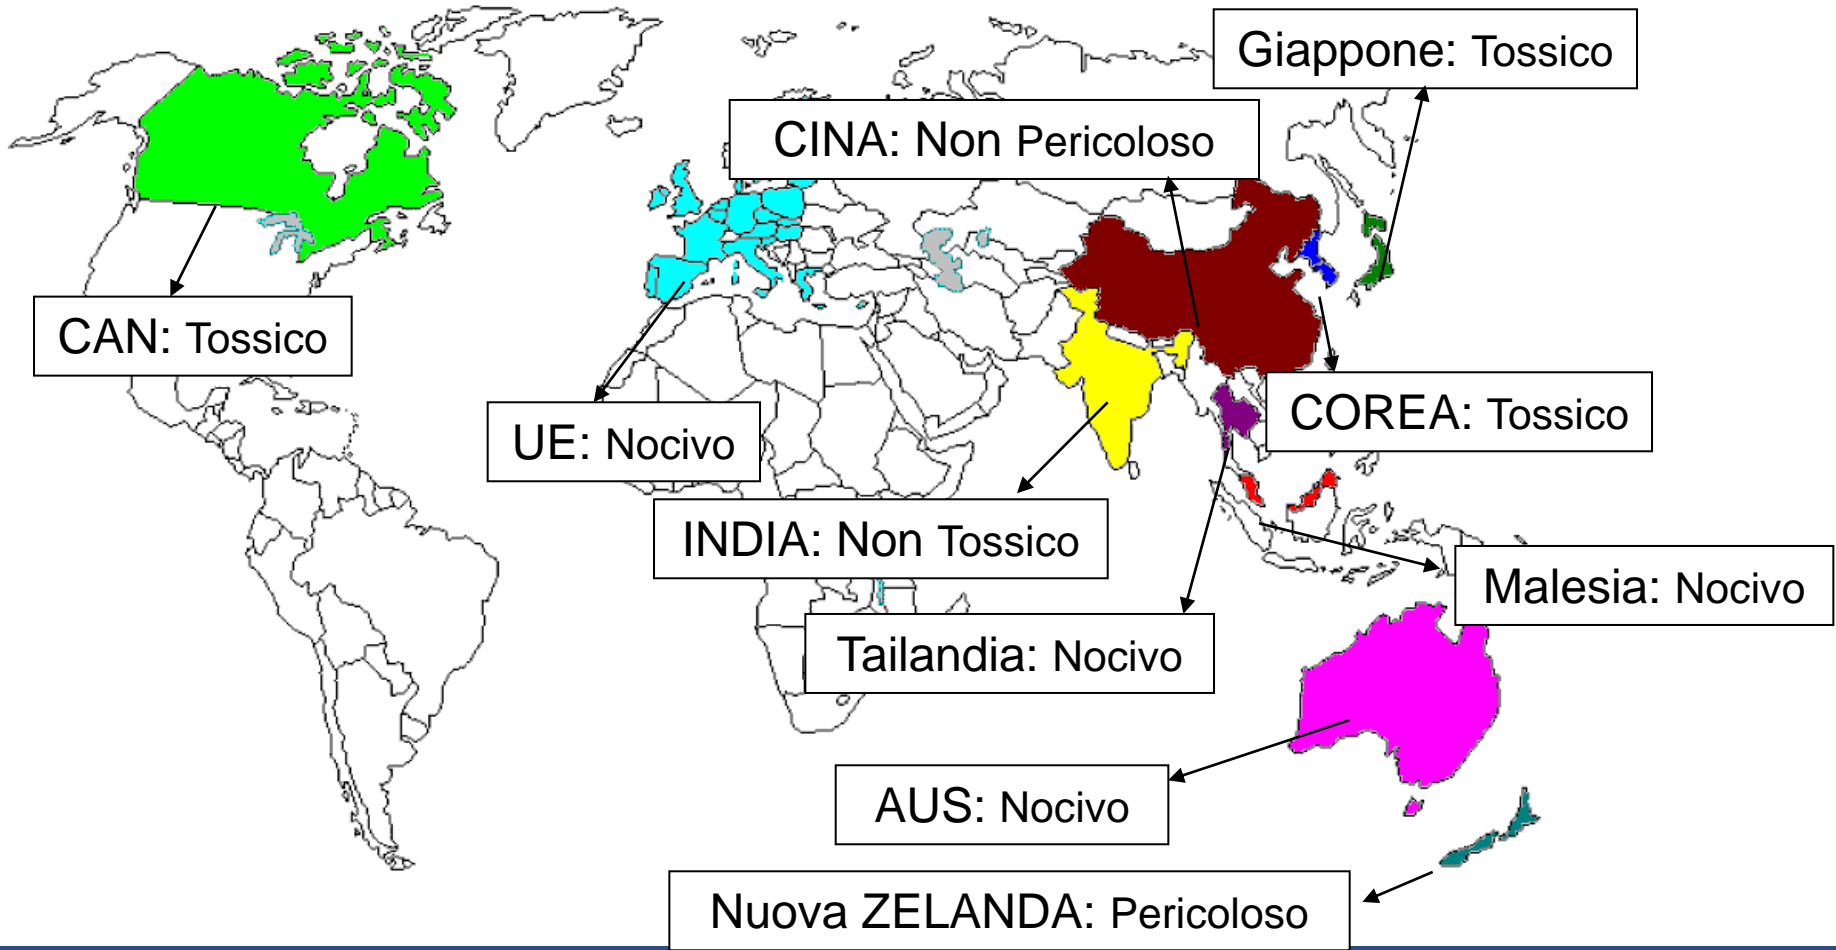 Giappone: Tossico
CINA: Non Pericoloso
CAN: Tossico
UE: Nocivo
COREA: Tossico
INDIA: Non Tossico
Malesia: Nocivo
Tailandia: Nocivo
AUS: Nocivo
Nuova ZELANDA: Pericoloso